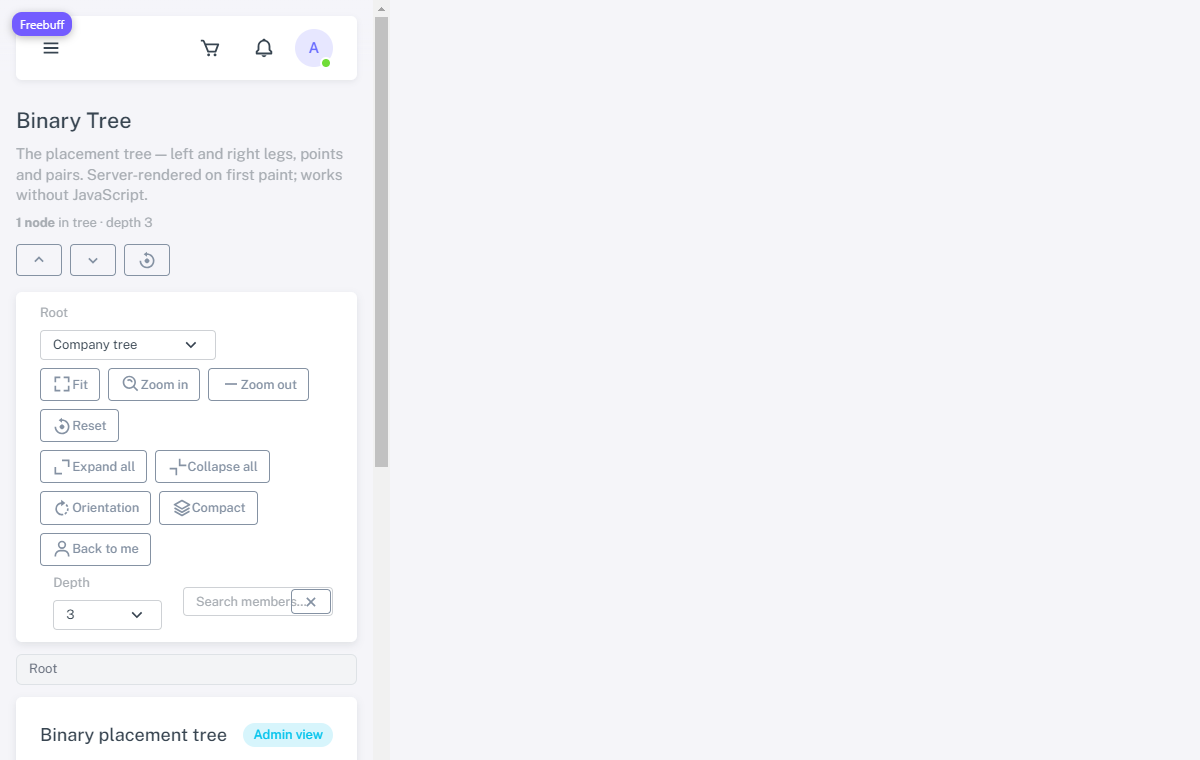 Freebuff
A
Binary Tree
The placement tree — left and right legs, points
and pairs. Server-rendered on first paint; works
without JavaScript.
1 node in tree · depth 3
Root
Company tree
Fit Zoom in Zoom out
Reset
Expand all Collapse all
Orientation Compact
Back to me
Depth
3 Search members...
Root
Binary placement tree Admin view